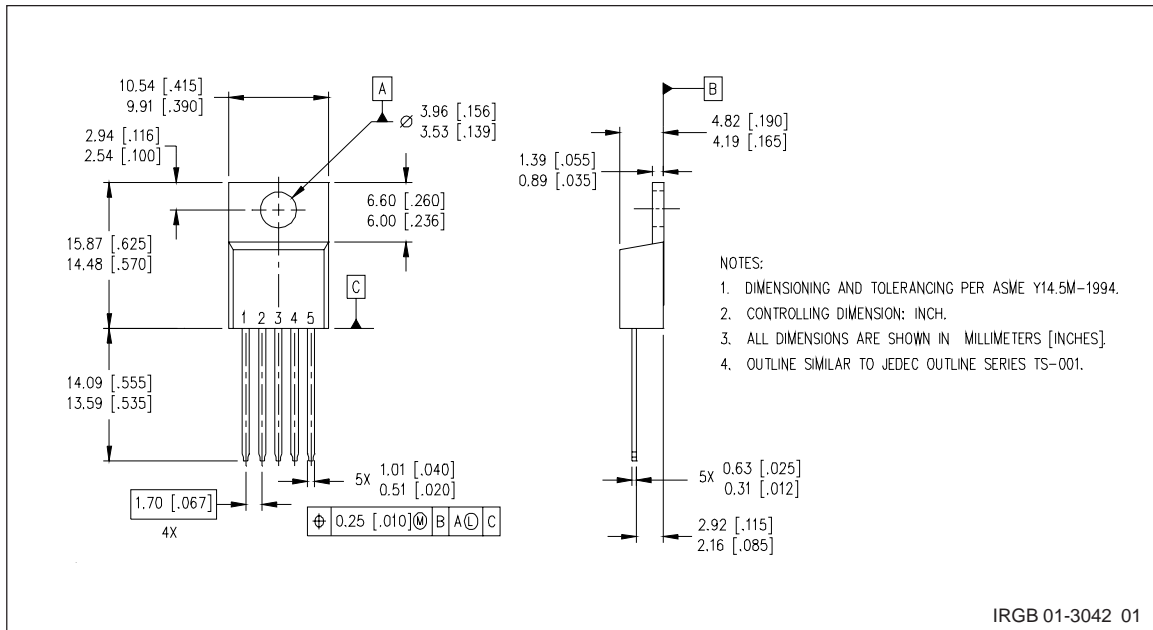 10.54 [.415]
9.91 [.390]
A
B
⌀ 3.96 [.156]
3.53 [.139]
4.82 [.190]
4.19 [.165]
2.94 [.116]
2.54 [.100]
1.39 [.055]
0.89 [.035]
6.60 [.260]
6.00 [.236]
15.87 [.625]
14.48 [.570]
C
1 2 3 4 5
NOTES:
1. DIMENSIONING AND TOLERANCING PER ASME Y14.5M-1994.
2. CONTROLLING DIMENSION: INCH.
3. ALL DIMENSIONS ARE SHOWN IN MILLIMETERS [INCHES].
4. OUTLINE SIMILAR TO JEDEC OUTLINE SERIES TS-001.
14.09 [.555]
13.59 [.535]
5X 1.01 [.040]
0.51 [.020]
5X 0.63 [.025]
0.31 [.012]
1.70 [.067]
4X
⌖ 0.25 [.010]Ⓜ B AⓁ C
2.92 [.115]
2.16 [.085]
IRGB 01-3042 01